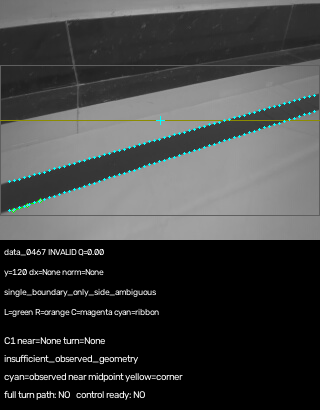 data_0467 INVALID Q=0.00
y=120 dx=None norm=None
single_boundary_only_side_ambiguous
L=green R=orange C=magenta cyan=ribbon
C1 near=None turn=None
insufficient_observed_geometry
cyan=observed near midpoint yellow=corner
full turn path: NO control ready: NO